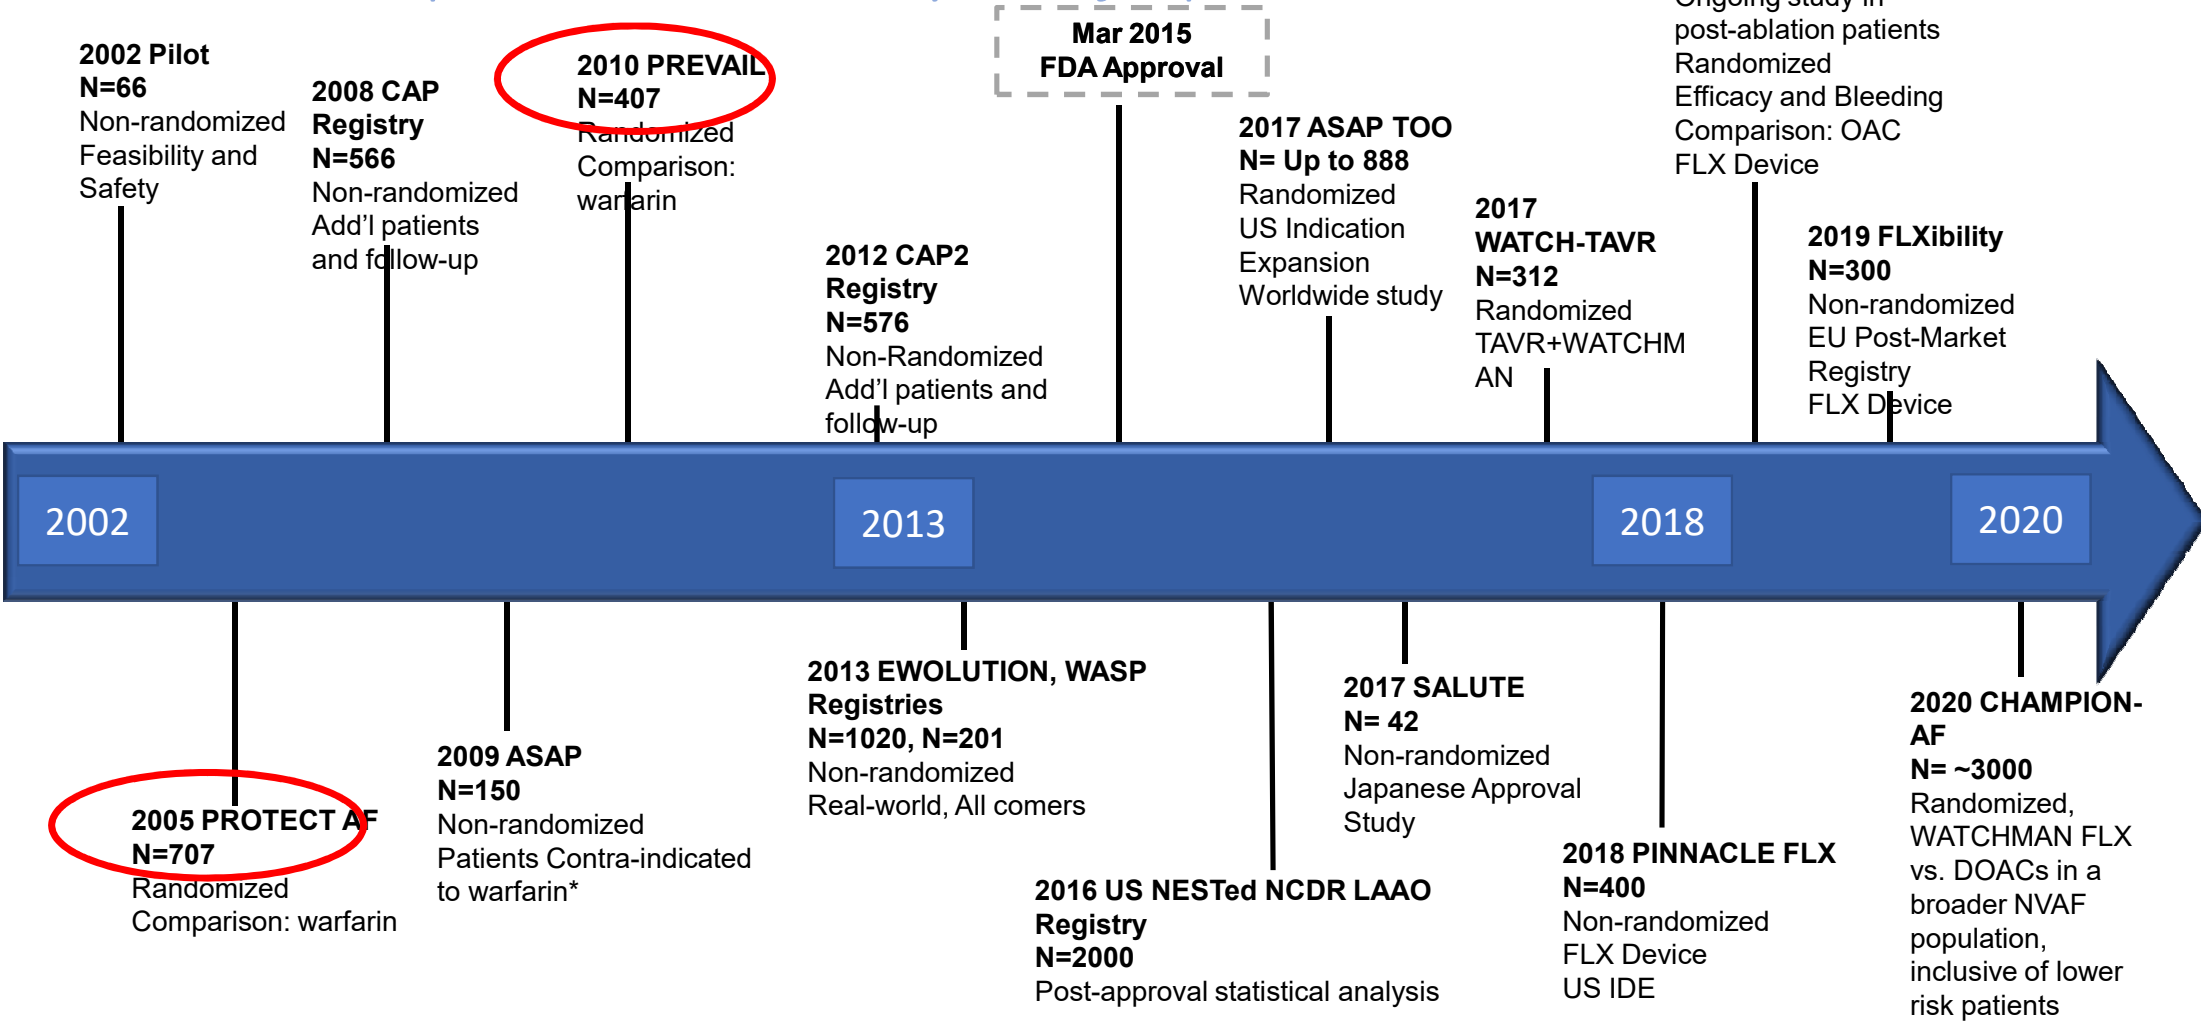 Mar 2015
FDA Approval
post-ablation patients
Randomized
Efficacy and Bleeding
Comparison: OAC
FLX Device
2002 Pilot
N=66
Non-randomized
Feasibility and
Safety
2008 CAP
Registry
N=566
Non-randomized
Add'l patients
and follow-up
2010 PREVAIL
N=407
Randomized
Comparison:
warfarin
2012 CAP2
Registry
N=576
Non-Randomized
Add'l patients and
follow-up
2017 ASAP TOO
N= Up to 888
Randomized
US Indication
Expansion
Worldwide study
2017
WATCH-TAVR
N=312
Randomized
TAVR+WATCHM
AN
2019 FLXibility
N=300
Non-randomized
EU Post-Market
Registry
FLX Device
2002
2013
2018
2020
2005 PROTECT AF
N=707
Randomized
Comparison: warfarin
2009 ASAP
N=150
Non-randomized
Patients Contra-indicated
to warfarin*
2013 EWOLUTION, WASP
Registries
N=1020, N=201
Non-randomized
Real-world, All comers
2016 US NESTed NCDR LAAO
Registry
N=2000
Post-approval statistical analysis
2017 SALUTE
N= 42
Non-randomized
Japanese Approval
Study
2018 PINNACLE FLX
N=400
Non-randomized
FLX Device
US IDE
2020 CHAMPION-
AF
N= ~3000
Randomized,
WATCHMAN FLX
vs. DOACs in a
broader NVAF
population,
inclusive of lower
risk patients